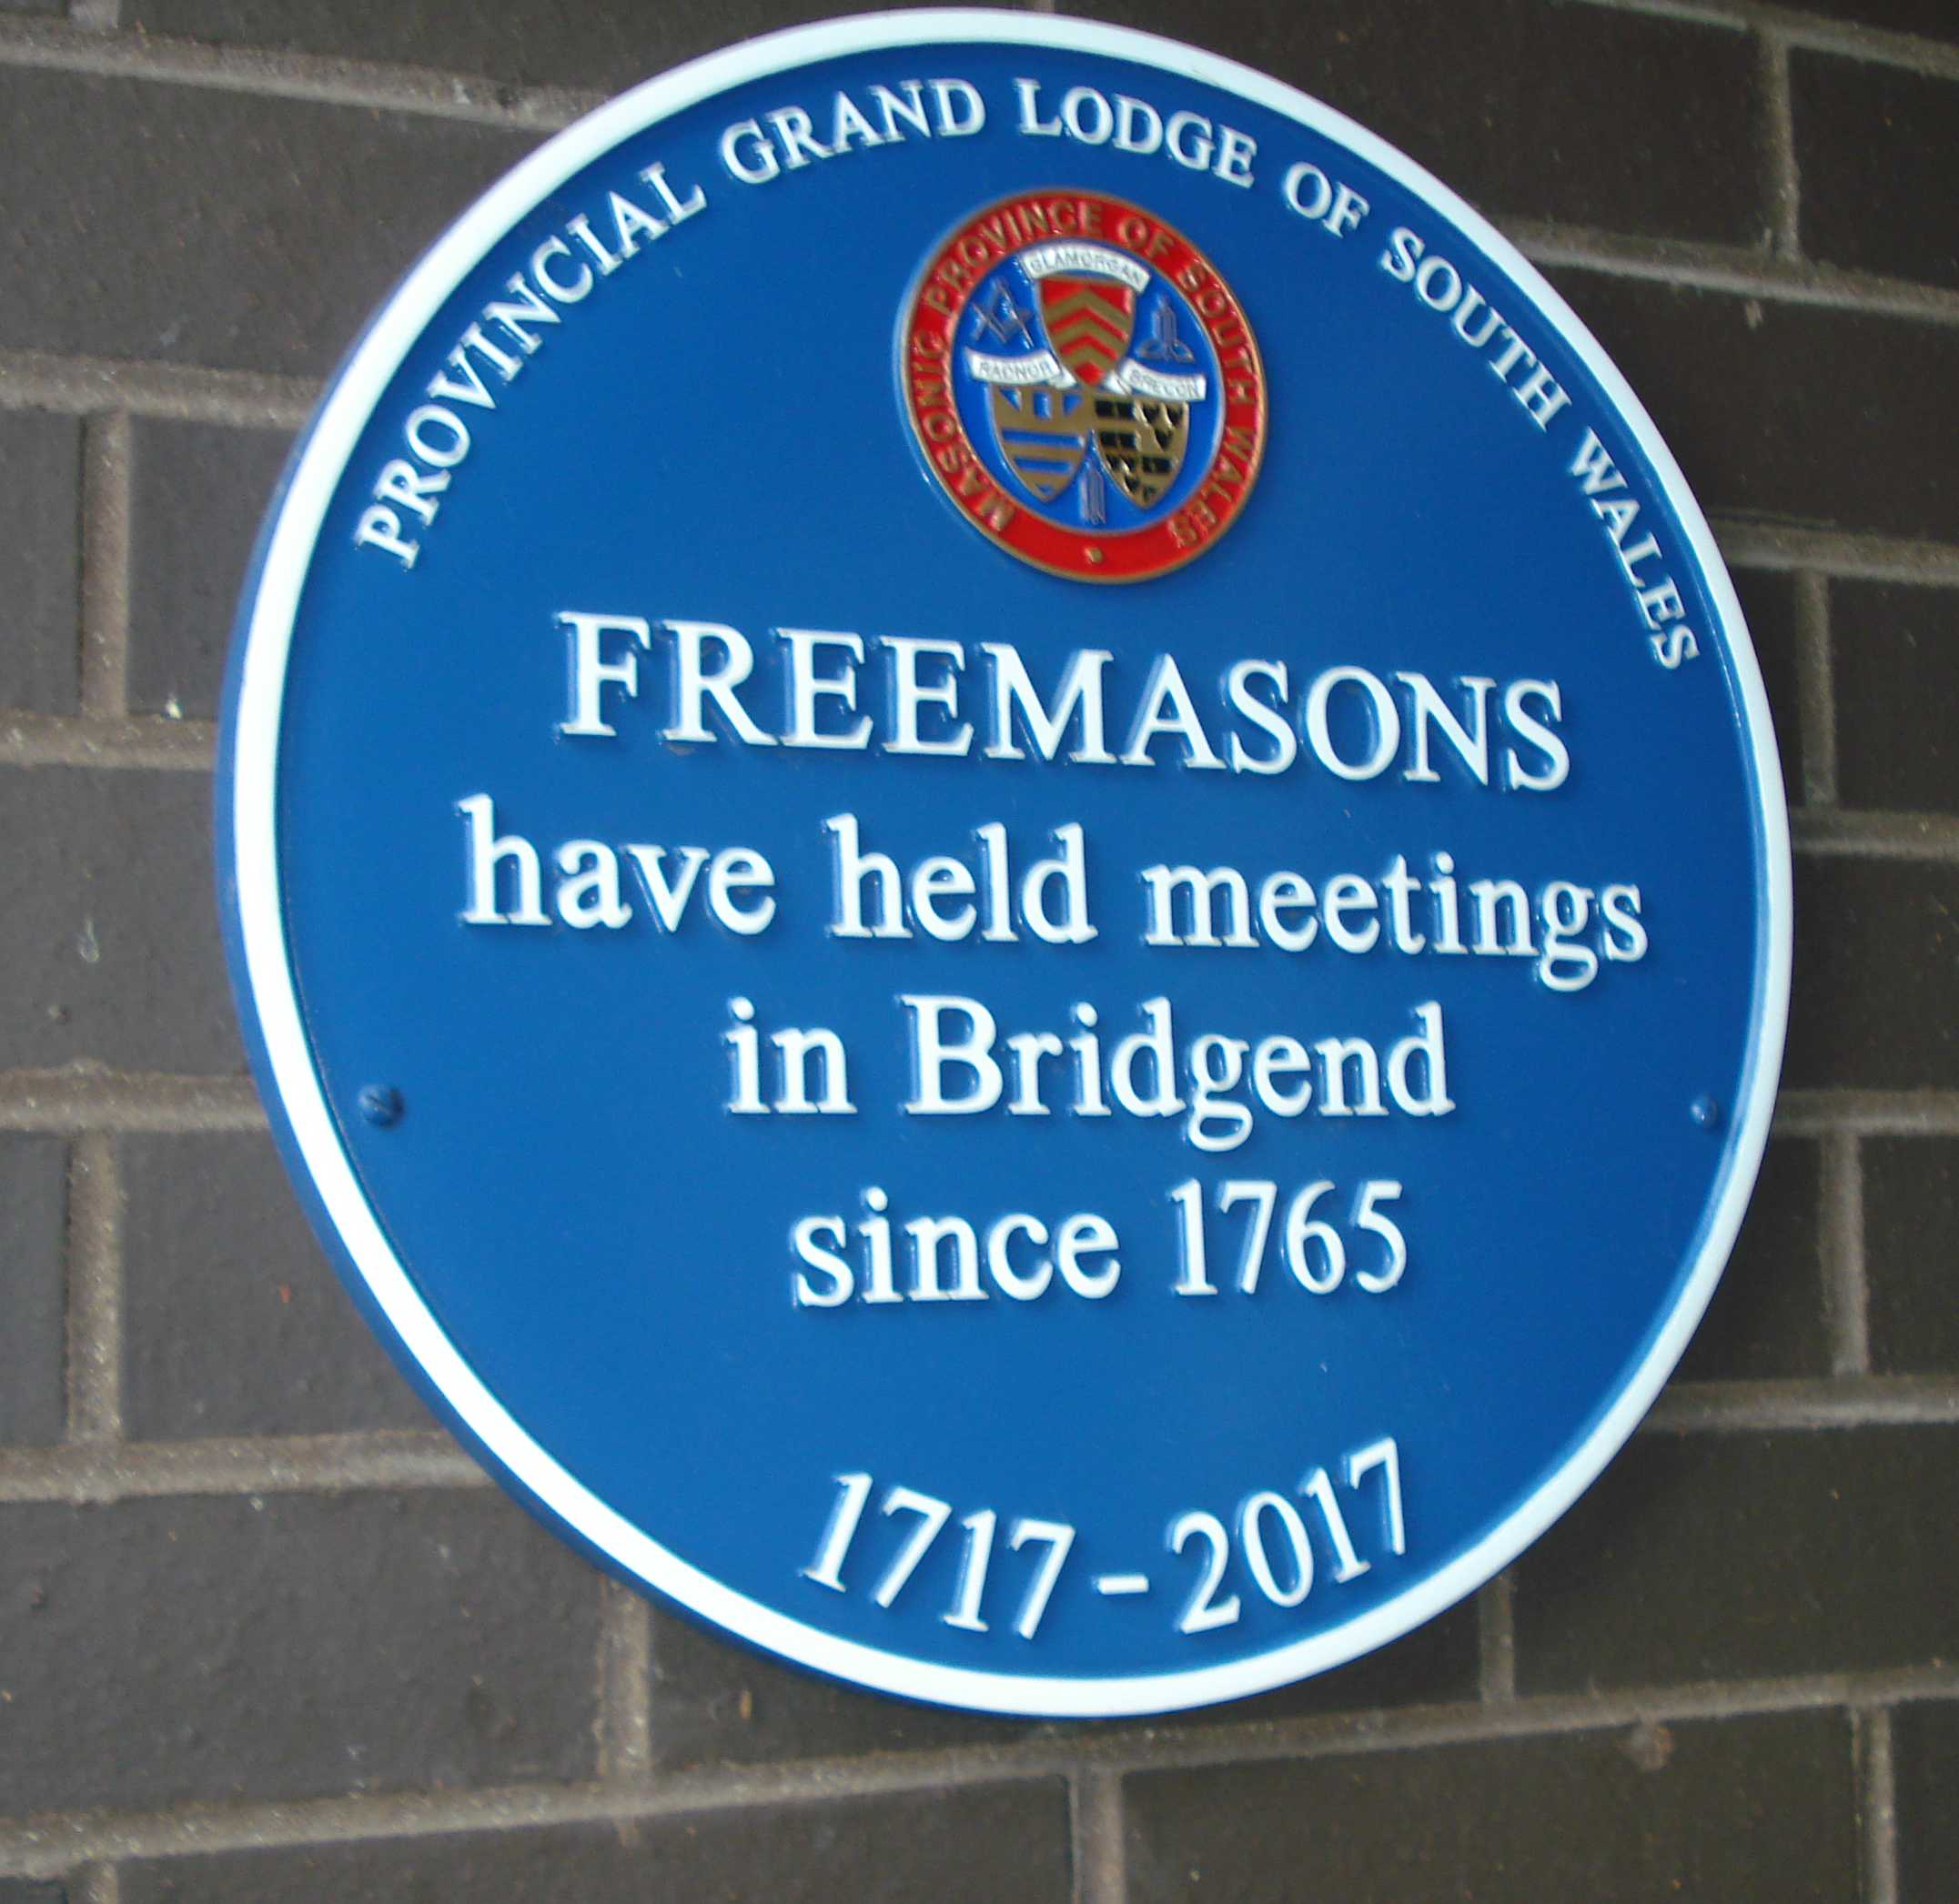 PROVINCIAL GRAND LODGE OF SOUTH WALES
MASONIC PROVINCE OF SOUTH WALES
GLAMORGAN
RADNOR
BRECON
FREEMASONS
have held meetings
in Bridgend
since 1765
1717-2017